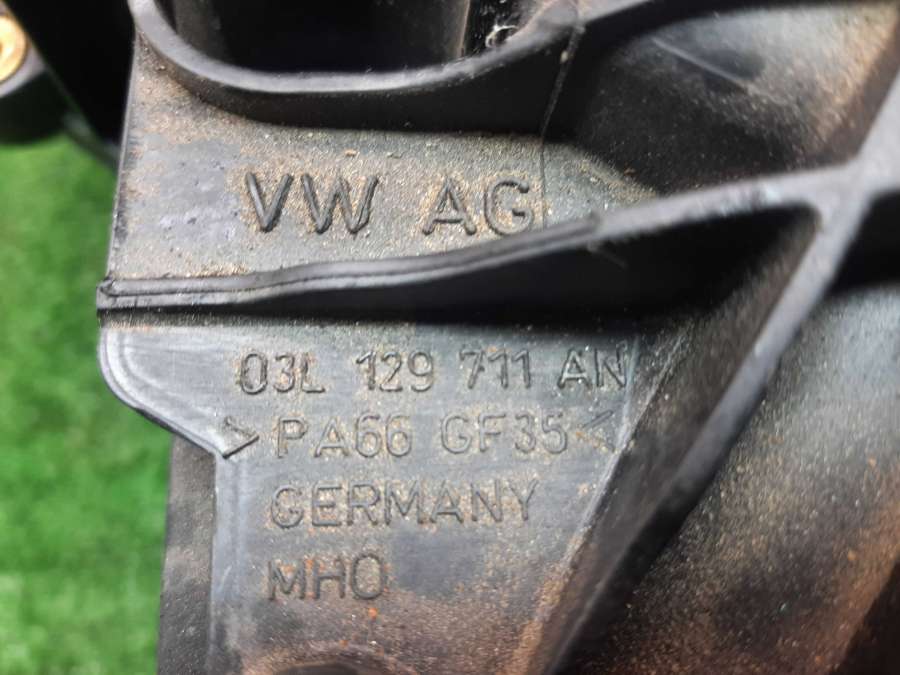 VW AG
03L 129 711 AN
>PA66 GF35<
GERMANY
MHO